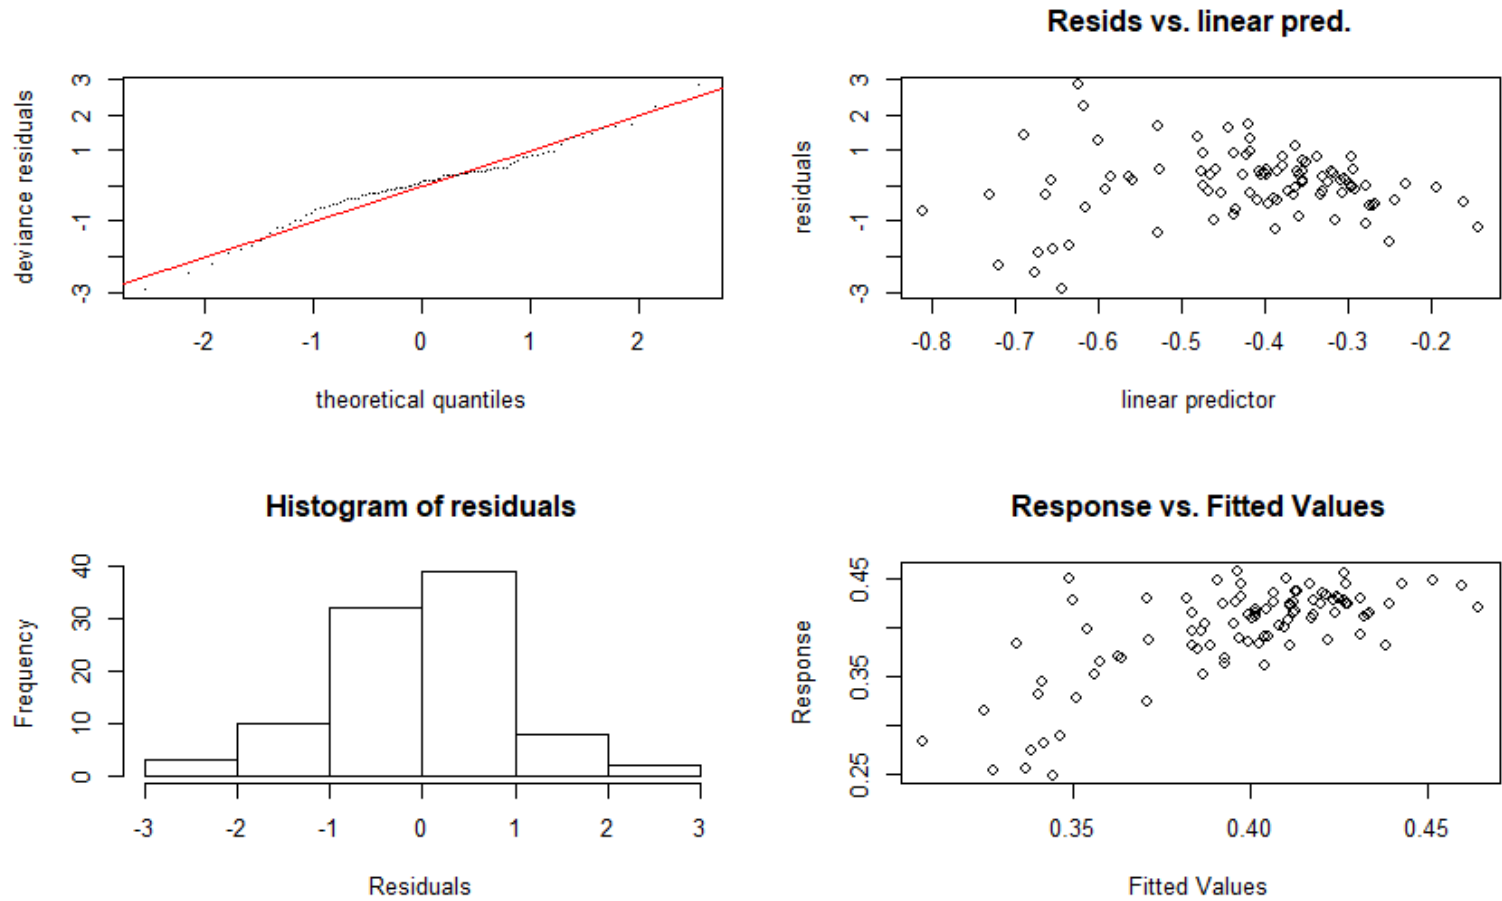 deviance residuals
3
2
1
-1
-3
-2 -1 0 1 2
theoretical quantiles
Resids vs. linear pred.
residuals
3
2
1
-1
-3
-0.8 -0.7 -0.6 -0.5 -0.4 -0.3 -0.2
linear predictor
Histogram of residuals
Frequency
40
30
20
10
0
-3 -2 -1 0 1 2 3
Residuals
Response vs. Fitted Values
Response
0.45
0.35
0.25
0.35 0.40 0.45
Fitted Values